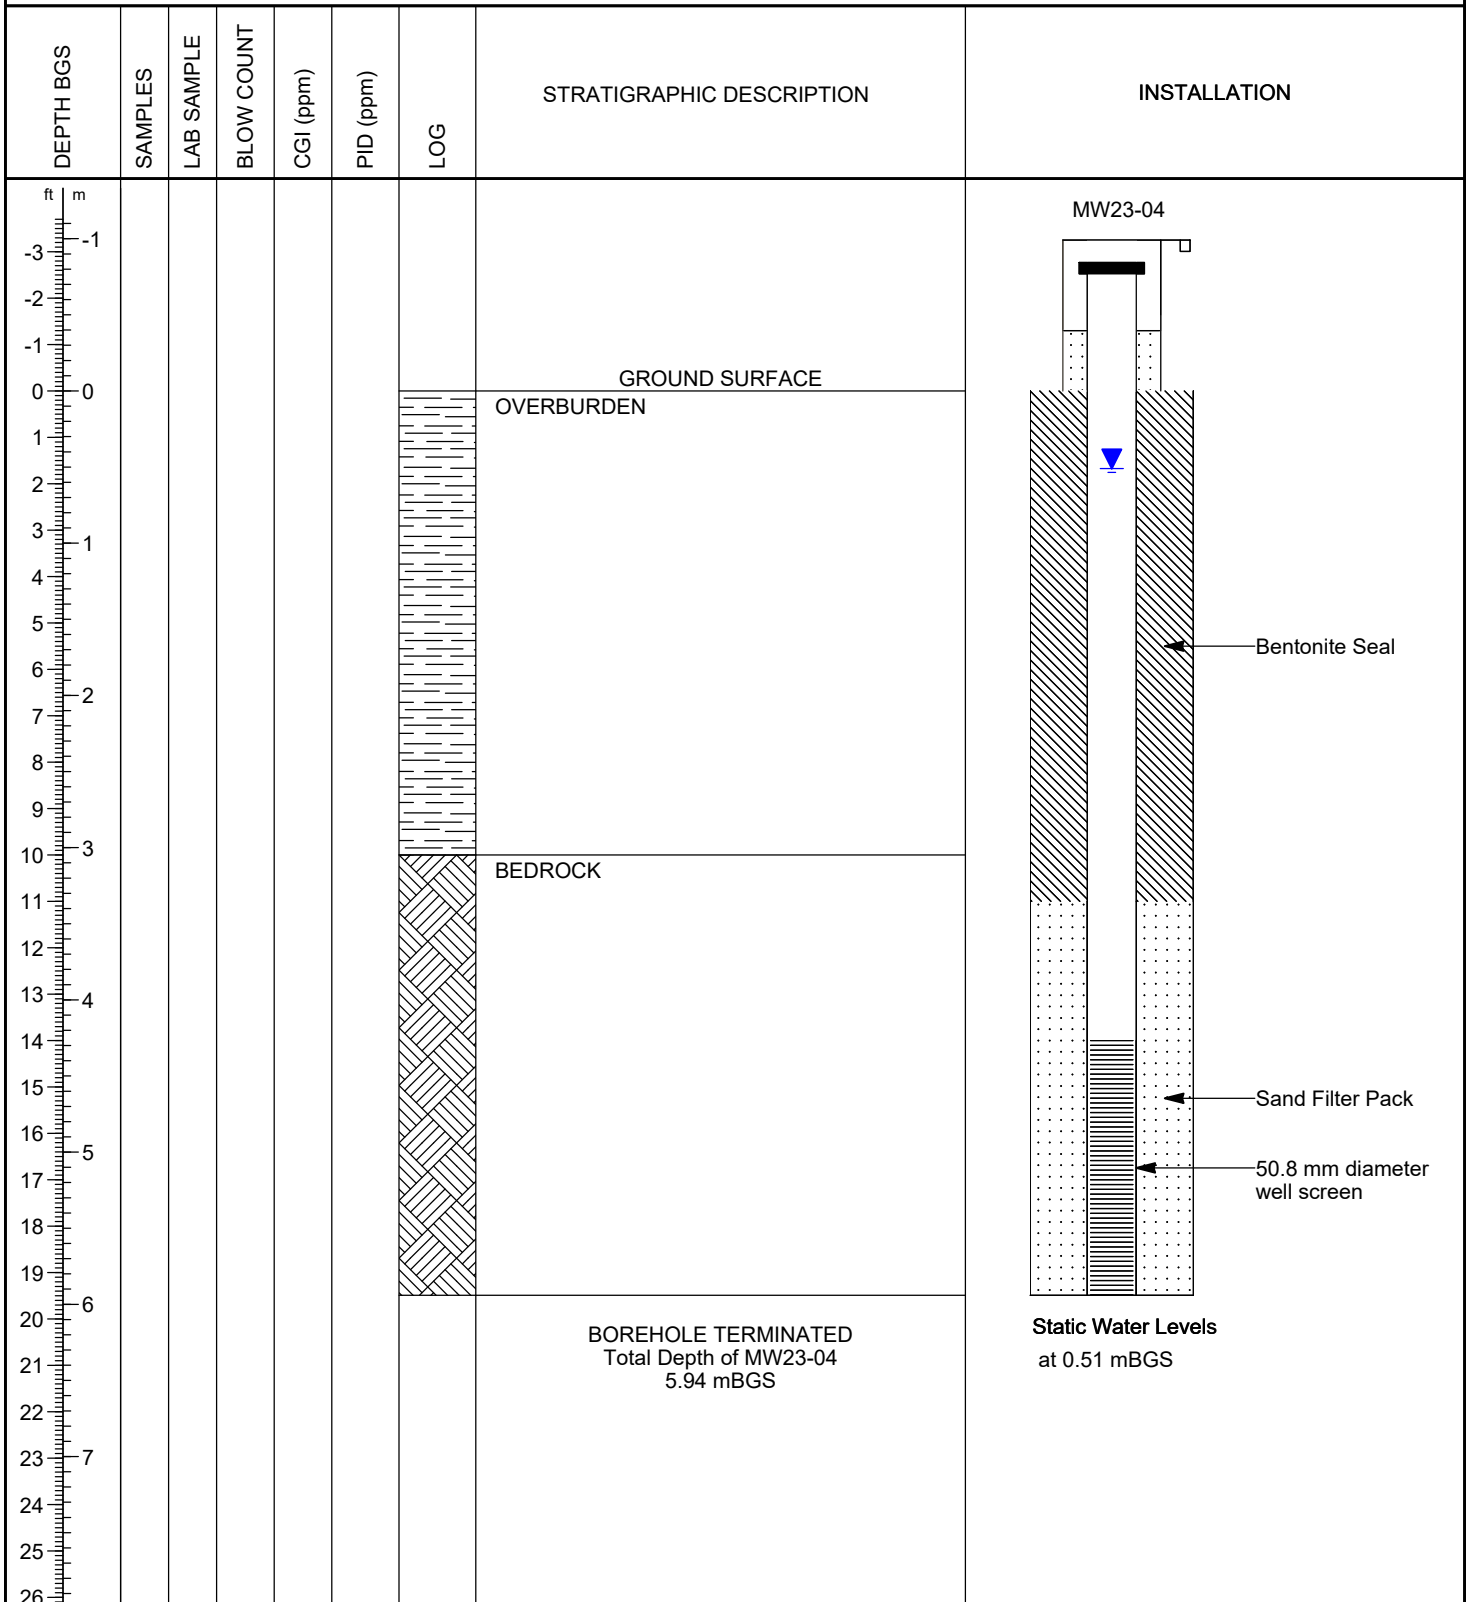 DEPTH BGS
SAMPLES
LAB SAMPLE
BLOW COUNT
CGI (ppm)
PID (ppm)
LOG
STRATIGRAPHIC DESCRIPTION
INSTALLATION
ft m
MW23-04
-1
-3
-2
-1
GROUND SURFACE
0 0
OVERBURDEN
1
2
3
1
4
5
Bentonite Seal
6
2
7
8
9
3
10
BEDROCK
11
12
13
4
14
15
Sand Filter Pack
16
5
17
50.8 mm diameter
well screen
18
19
6
20
BOREHOLE TERMINATED
Total Depth of MW23-04
5.94 mBGS
Static Water Levels
at 0.51 mBGS
21
22
23
7
24
25
26